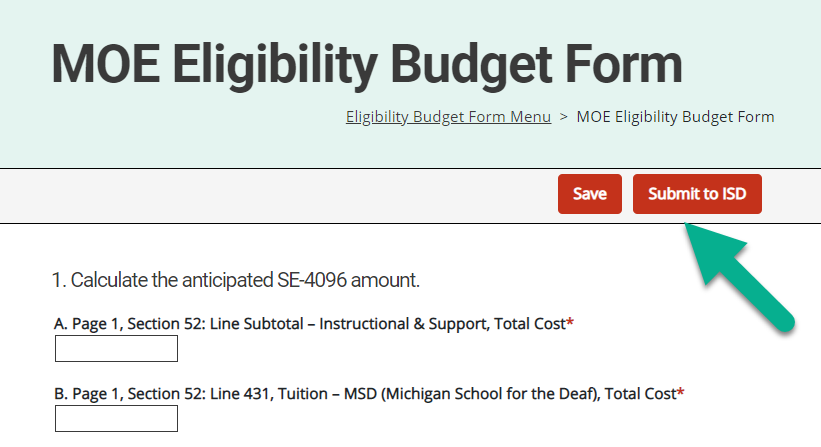 MOE Eligibility Budget Form
Eligibility Budget Form Menu > MOE Eligibility Budget Form
Save Submit to ISD
1. Calculate the anticipated SE-4096 amount.
A. Page 1, Section 52: Line Subtotal – Instructional & Support, Total Cost*
B. Page 1, Section 52: Line 431, Tuition – MSD (Michigan School for the Deaf), Total Cost*